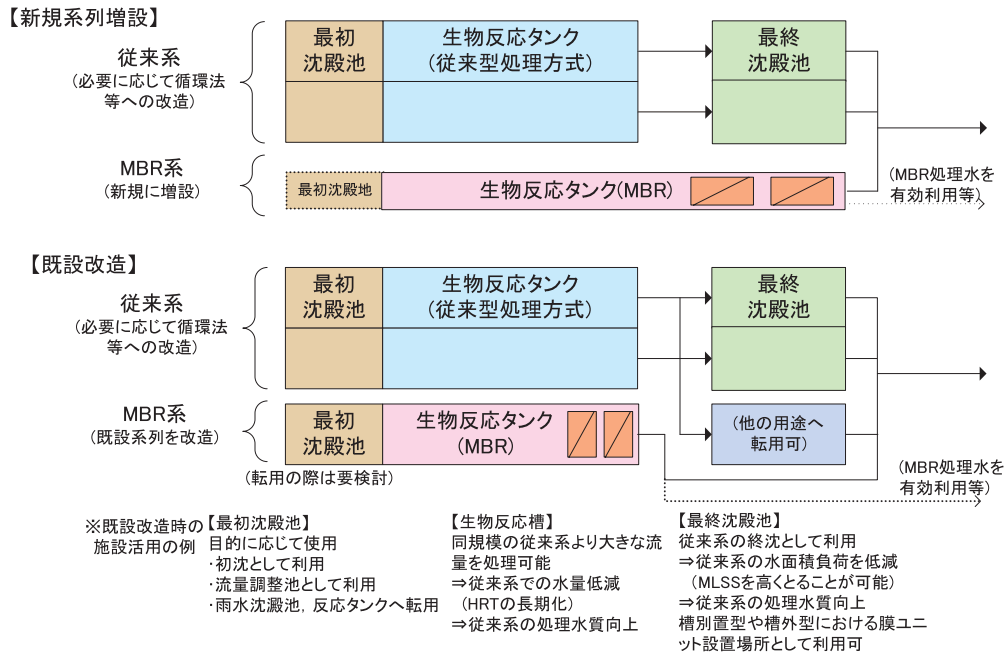 【新規系列増設】
従来系
(必要に応じて循環法
等への改造)
最初
沈殿池
生物反応タンク
(従来型処理方式)
最終
沈殿池
MBR系
(新規に増設)
最初沈殿地
生物反応タンク(MBR)
(MBR処理水を
有効利用等)
【既設改造】
従来系
(必要に応じて循環法
等への改造)
最初
沈殿池
生物反応タンク
(従来型処理方式)
最終
沈殿池
MBR系
(既設系列を改造)
最初
沈殿池
生物反応タンク
(MBR)
(他の用途へ
転用可)
(転用の際は要検討)
(MBR処理水を
有効利用等)
※既設改造時の
施設活用の例
【最初沈殿池】
目的に応じて使用
・初沈として利用
・流量調整池として利用
・雨水沈澱池，反応タンクへ転用
【生物反応槽】
同規模の従来系より大きな流
量を処理可能
⇒従来系での水量低減
(HRTの長期化)
⇒従来系の処理水質向上
【最終沈殿池】
従来系の終沈として利用
⇒従来系の水面積負荷を低減
(MLSSを高くとることが可能)
⇒従来系の処理水質向上
槽別置型や槽外型における膜ユニ
ット設置場所として利用可